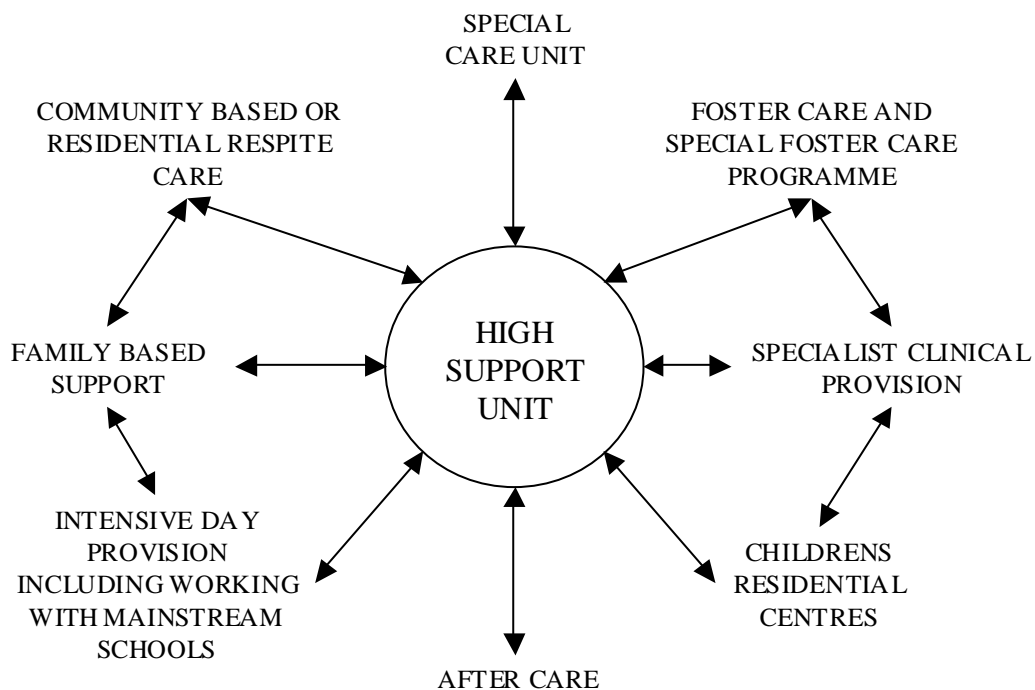 SPECIAL
CARE UNIT
COMMUNITY BASED OR
RESIDENTIAL RESPITE
CARE
FOSTER CARE AND
SPECIAL FOSTER CARE
PROGRAMME
FAMILY BASED
SUPPORT
HIGH
SUPPORT
UNIT
SPECIALIST CLINICAL
PROVISION
INTENSIVE DAY
PROVISION
INCLUDING WORKING
WITH MAINSTREAM
SCHOOLS
CHILDRENS
RESIDENTIAL
CENTRES
AFTER CARE